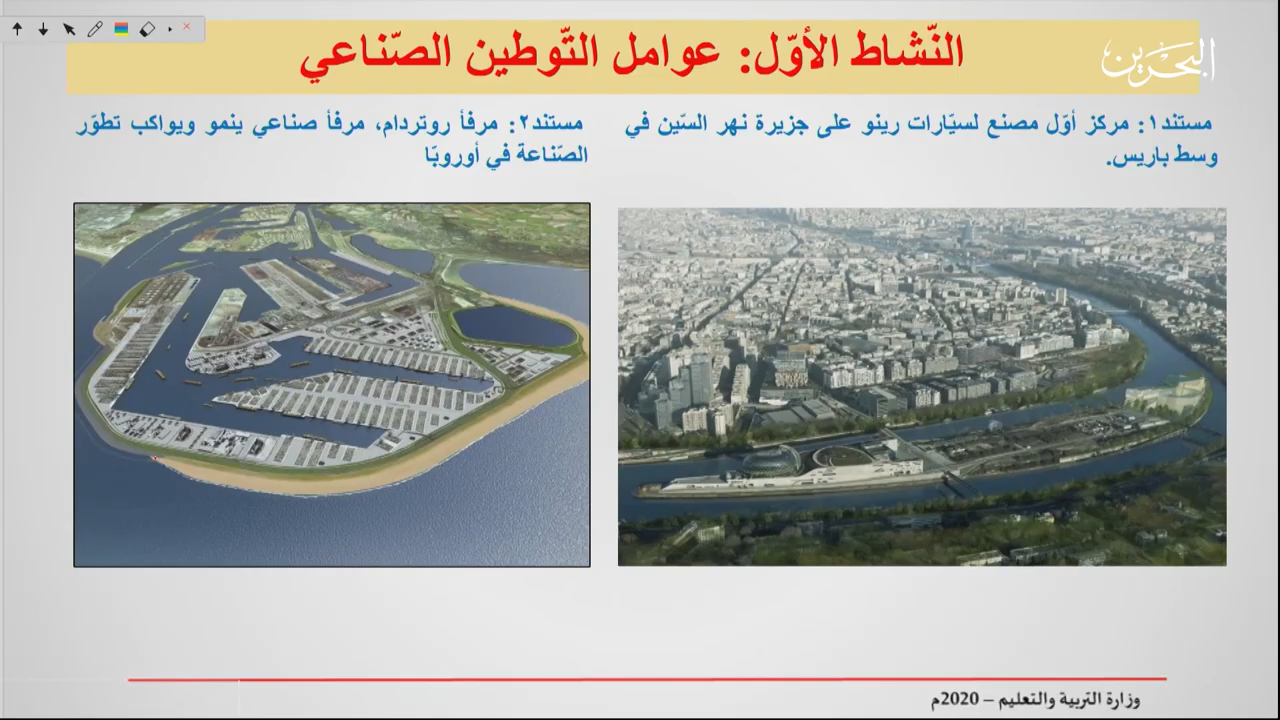 البحرين
النّشاط الأوّل: عوامل التّوطين الصّناعي
مستند١: مركز أوّل مصنع لسيّارات رينو على جزيرة نهر السّين في
وسط باريس.
مستند٢: مرفأ روتردام، مرفأ صناعي ينمو ويواكب تطوّر
الصّناعة في أوروبّا
وزارة التربية والتعليم – 2020م